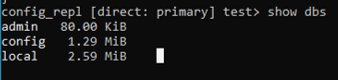 config_repl [direct: primary] test> show dbs
admin   80.00 KiB
config   1.29 MiB
local    2.59 MiB